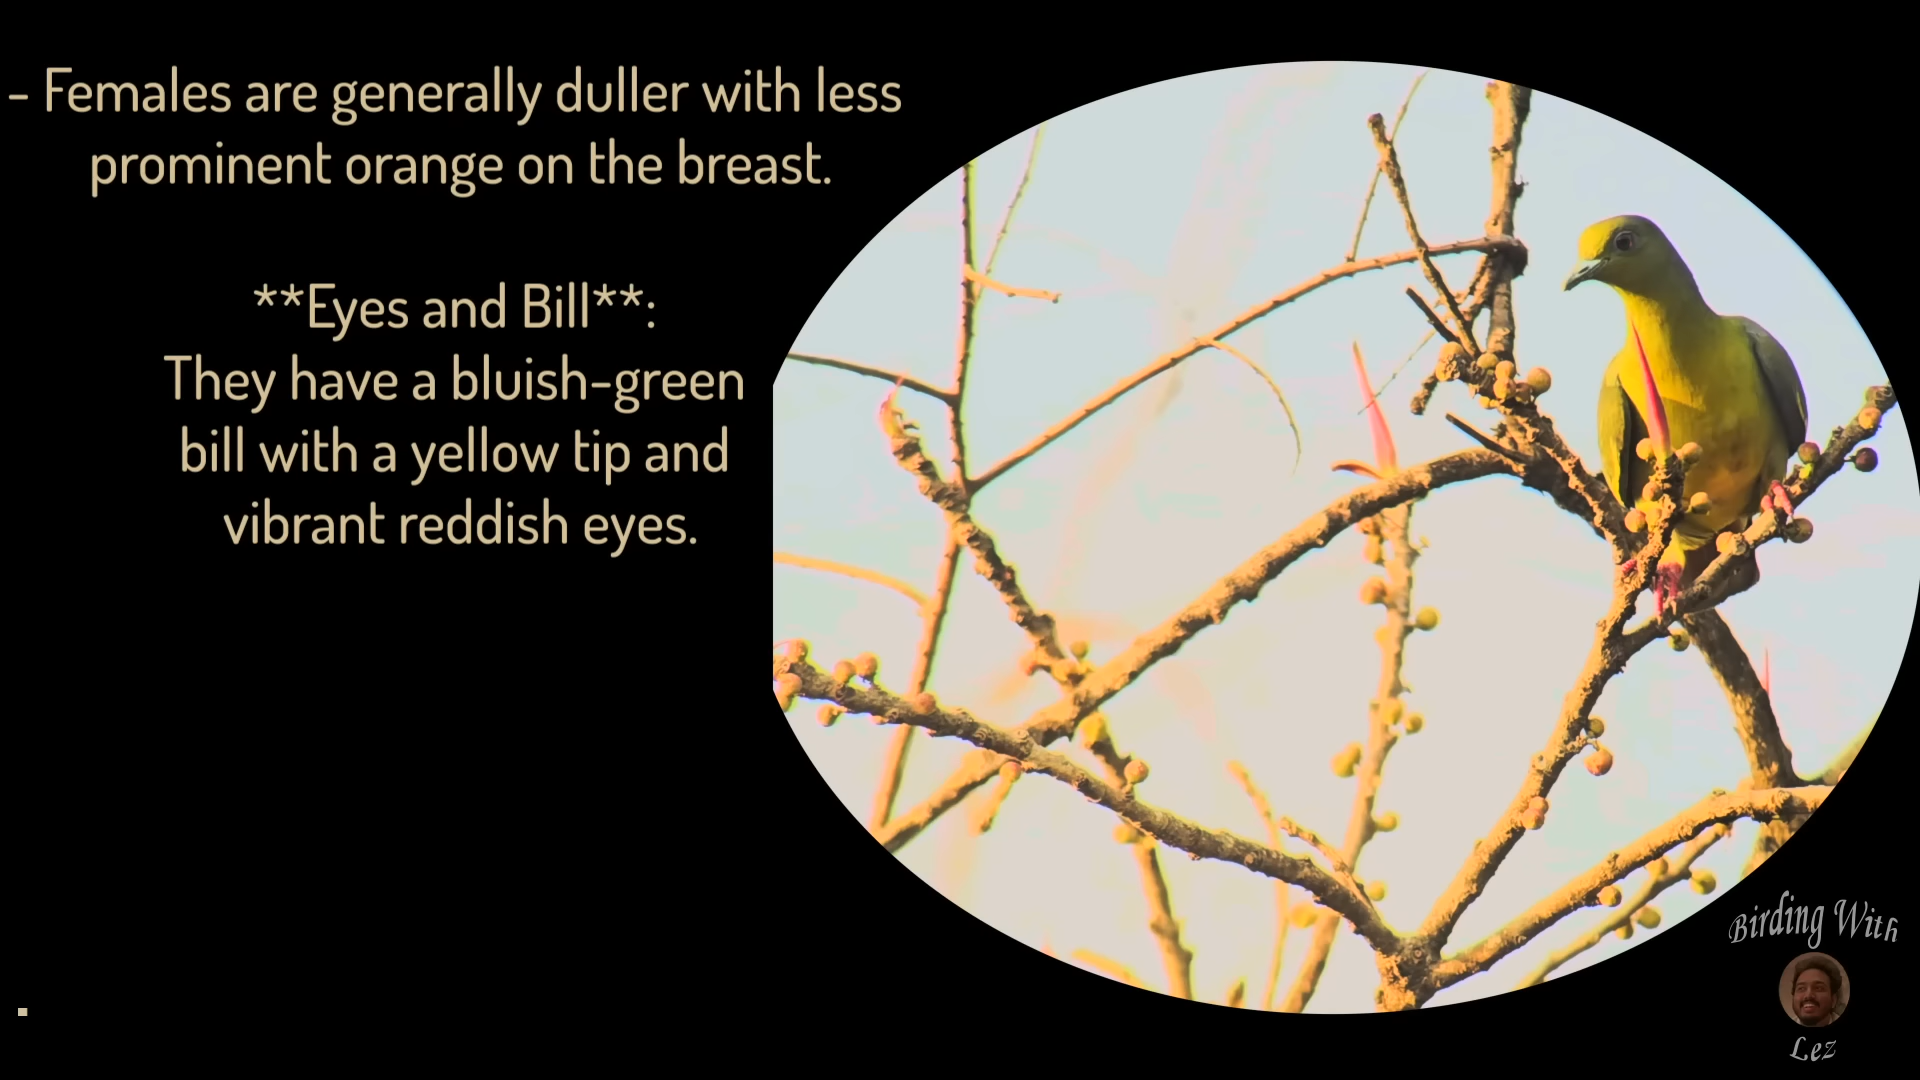 - Females are generally duller with less
prominent orange on the breast.
**Eyes and Bill**:
They have a bluish-green
bill with a yellow tip and
vibrant reddish eyes.
.
Birding With
Lez